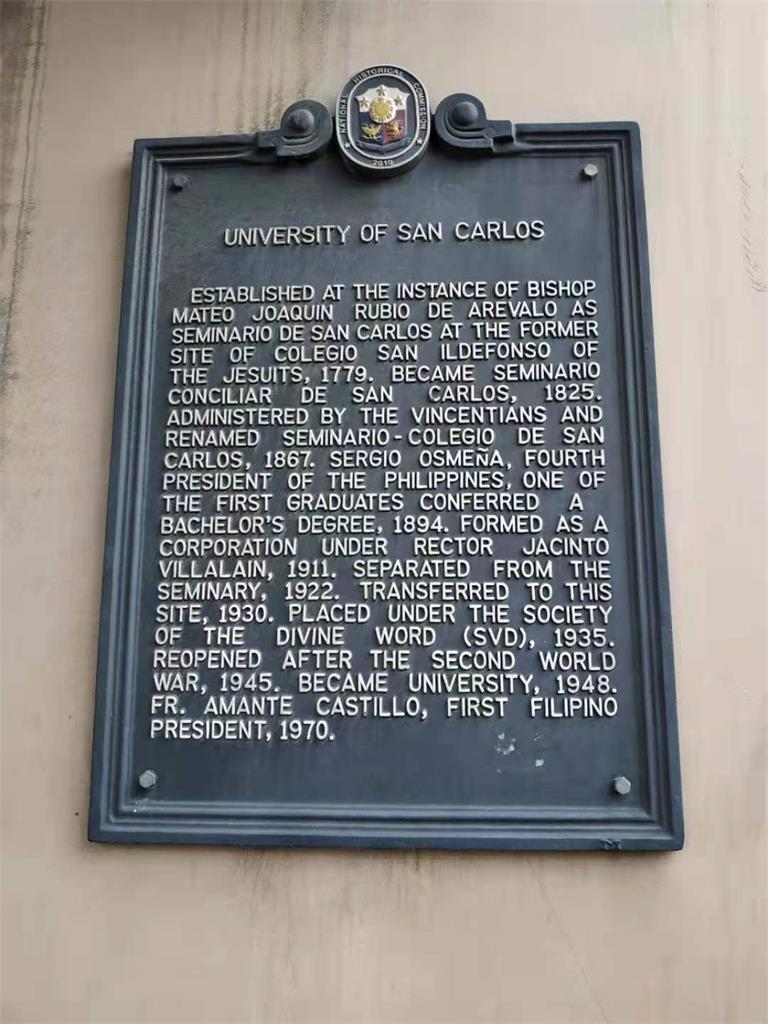 NATIONAL HISTORICAL COMMISSION
2010
UNIVERSITY OF SAN CARLOS
ESTABLISHED AT THE INSTANCE OF BISHOP
MATEO JOAQUIN RUBIO DE AREVALO AS
SEMINARIO DE SAN CARLOS AT THE FORMER
SITE OF COLEGIO SAN ILDEFONSO OF
THE JESUITS, 1779. BECAME SEMINARIO
CONCILIAR DE SAN CARLOS, 1825.
ADMINISTERED BY THE VINCENTIANS AND
RENAMED SEMINARIO-COLEGIO DE SAN
CARLOS, 1867. SERGIO OSMEÑA, FOURTH
PRESIDENT OF THE PHILIPPINES, ONE OF
THE FIRST GRADUATES CONFERRED A
BACHELOR'S DEGREE, 1894. FORMED AS A
CORPORATION UNDER RECTOR JACINTO
VILLALAIN, 1911. SEPARATED FROM THE
SEMINARY, 1922. TRANSFERRED TO THIS
SITE, 1930. PLACED UNDER THE SOCIETY
OF THE DIVINE WORD (SVD), 1935.
REOPENED AFTER THE SECOND WORLD
WAR, 1945. BECAME UNIVERSITY, 1948.
FR. AMANTE CASTILLO, FIRST FILIPINO
PRESIDENT, 1970.